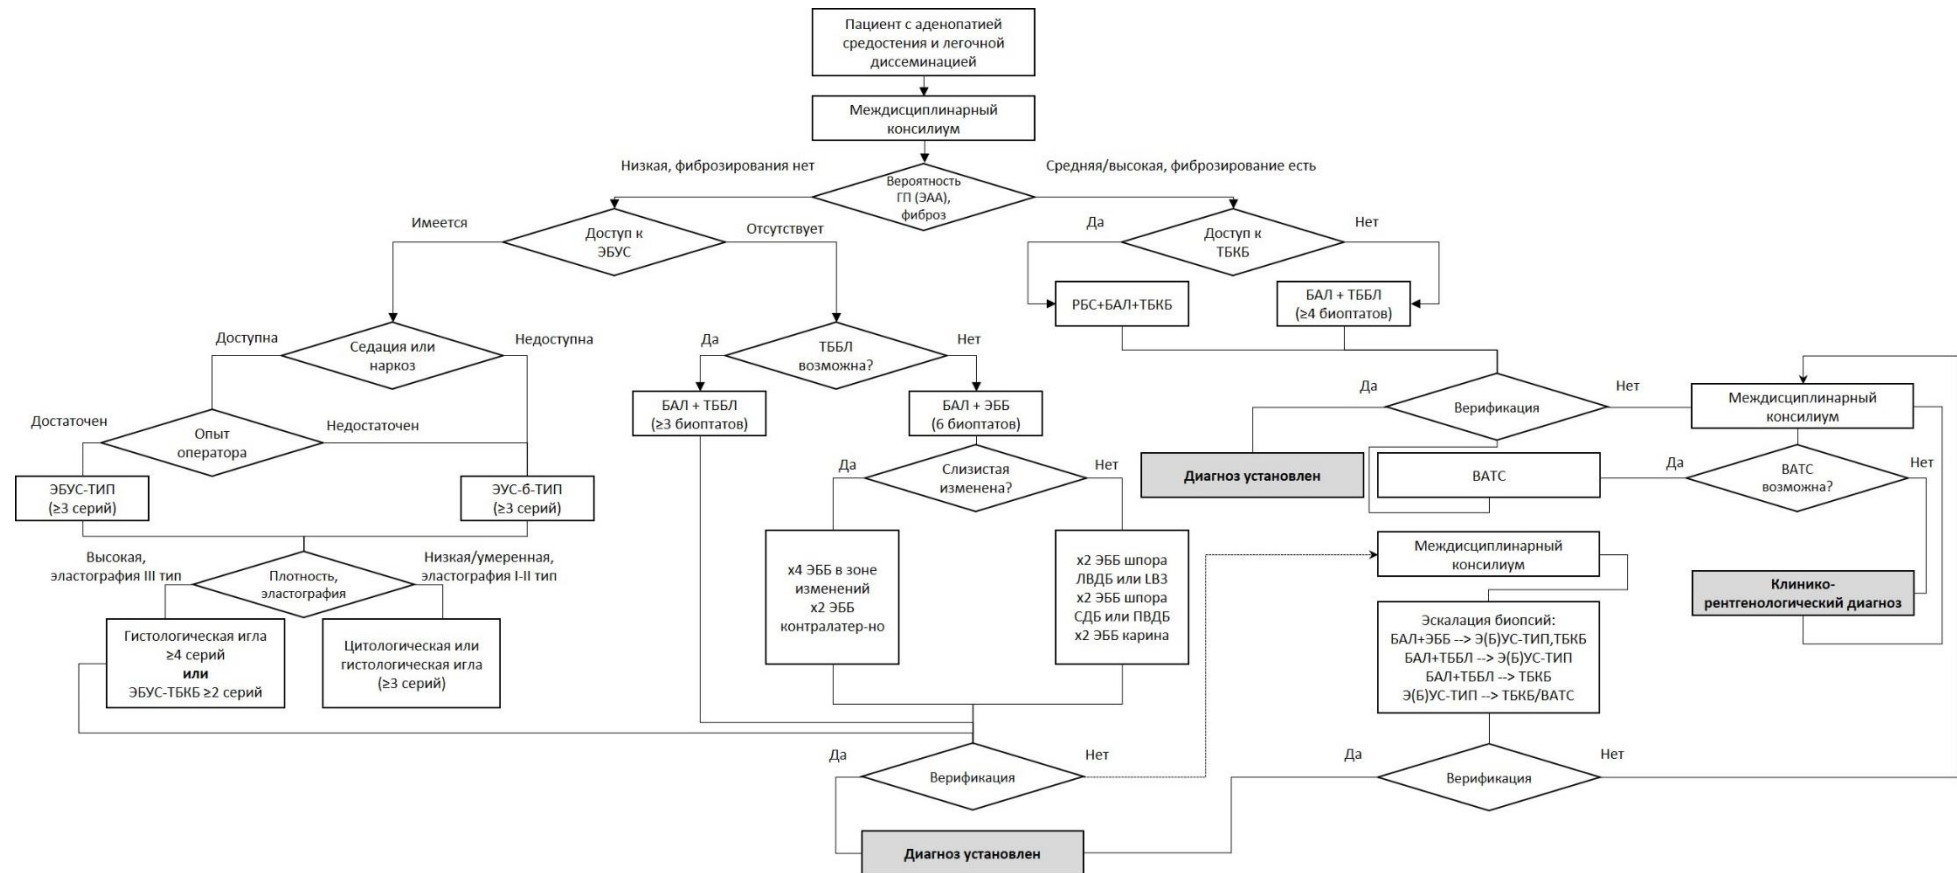 Пациент с аденопатией
средостения и легочной
диссеминацией
Междисциплинарный
консилиум
Низкая, фиброзирования нет
Средняя/высокая, фиброзирование есть
Вероятность
ГП (ЭАА),
фиброз
Имеется
Доступ к
ЭБУС
Отсутствует
Да
Доступ к
ТБКБ
Нет
РБС+БАЛ+ТБКБ
БАЛ + ТББЛ
(≥4 биоптатов)
Доступна
Седация или
наркоз
Недоступна
Да
ТББЛ
возможна?
Нет
Достаточен
Опыт
оператора
Недостаточен
БАЛ + ТББЛ
(≥3 биоптатов)
БАЛ + ЭББ
(6 биоптатов)
Да
Верификация
Нет
Междисциплинарный
консилиум
ЭБУС-ТИП
(≥3 серий)
ЭУС-б-ТИП
(≥3 серий)
Да
Слизистая
изменена?
Нет
Диагноз установлен
ВАТС
Да
ВАТС
возможна?
Нет
Высокая,
эластография III тип
Плотность,
эластография
Низкая/умеренная,
эластография I-II тип
х4 ЭББ в зоне
изменений
х2 ЭББ
контралатер-но
х2 ЭББ шпора
ЛВДБ или LB3
х2 ЭББ шпора
СДБ или ПВДБ
х2 ЭББ карина
Междисциплинарный
консилиум
Клинико-
рентгенологический диагноз
Гистологическая игла
≥4 серий
или
ЭБУС-ТБКБ ≥2 серий
Цитологическая или
гистологическая игла
(≥3 серий)
Эскалация биопсий:
БАЛ+ЭББ --> Э(Б)УС-ТИП,ТБКБ
БАЛ+ТББЛ --> Э(Б)УС-ТИП
БАЛ+ТББЛ --> ТБКБ
Э(Б)УС-ТИП --> ТБКБ/ВАТС
Да
Верификация
Нет
Да
Верификация
Нет
Диагноз установлен